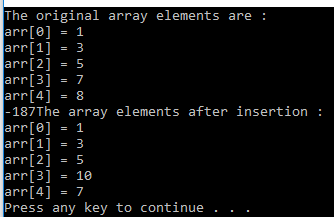 The original array elements are :
arr[0] = 1
arr[1] = 3
arr[2] = 5
arr[3] = 7
arr[4] = 8
-187The array elements after insertion :
arr[0] = 1
arr[1] = 3
arr[2] = 5
arr[3] = 10
arr[4] = 7
Press any key to continue . . .